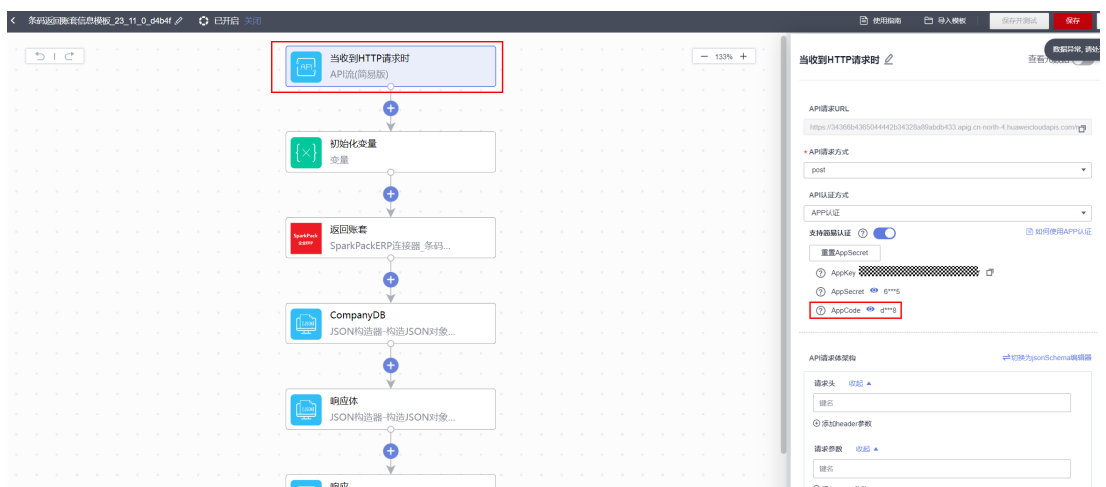 条码返回账套信息模板_23_11_0_d4b4f
已开启 关闭
使用指南
导入模板
保存并测试
保存
133%
当收到HTTP请求时
API流(简易版)
初始化变量
变量
返回账套
SparkPackERP连接器_条码...
CompanyDB
JSON构造器-构造JSON对象...
响应体
JSON构造器-构造JSON对象...
响应
当收到HTTP请求时
数据异常, 请处
API请求URL
* API请求方式
post
API认证方式
APP认证
支持简易认证
如何使用APP认证
重置AppSecret
AppKey
AppSecret 6***5
AppCode d***8
API请求体架构
切换为jsonSchema编辑器
请求头 收起
键名
添加header参数
请求参数 收起
键名